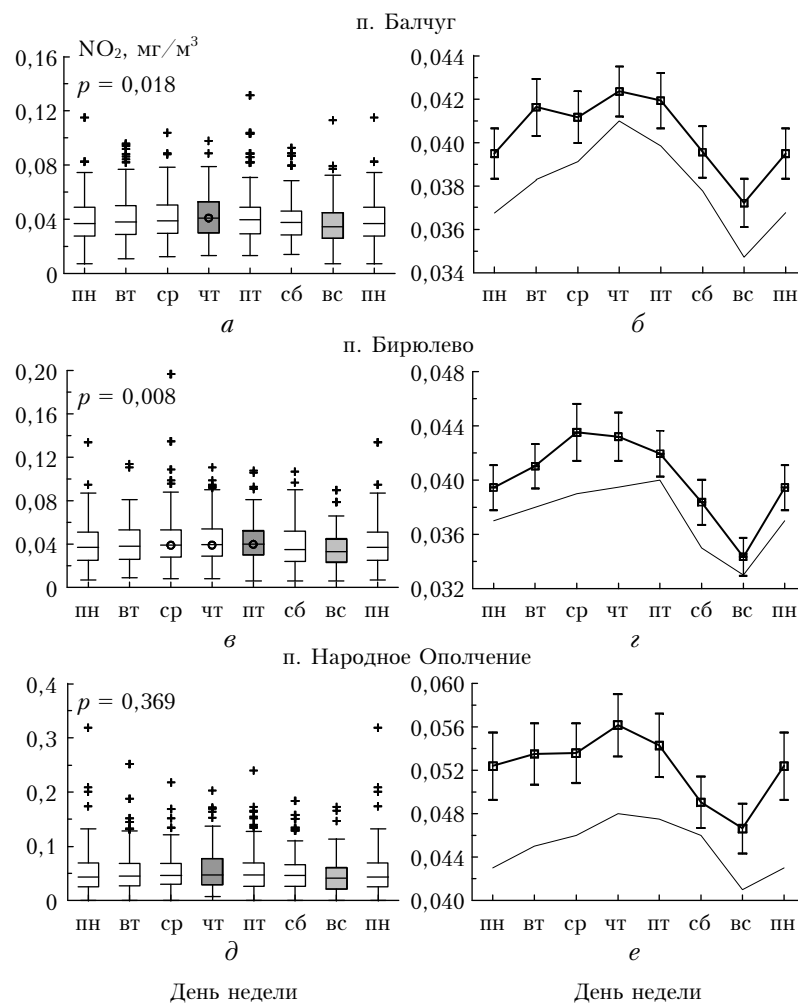 п. Балчуг
NO₂, мг/м³
p = 0,018
0,16
0,12
0,08
0,04
0
пн вт ср чт пт сб вс пн
а
0,044
0,042
0,040
0,038
0,036
0,034
пн вт ср чт пт сб вс пн
б
п. Бирюлево
p = 0,008
0,20
0,16
0,12
0,08
0,04
0
пн вт ср чт пт сб вс пн
в
0,048
0,044
0,040
0,036
0,032
пн вт ср чт пт сб вс пн
г
п. Народное Ополчение
p = 0,369
0,4
0,3
0,2
0,1
0
пн вт ср чт пт сб вс пн
д
День недели
0,060
0,056
0,052
0,048
0,044
0,040
пн вт ср чт пт сб вс пн
е
День недели